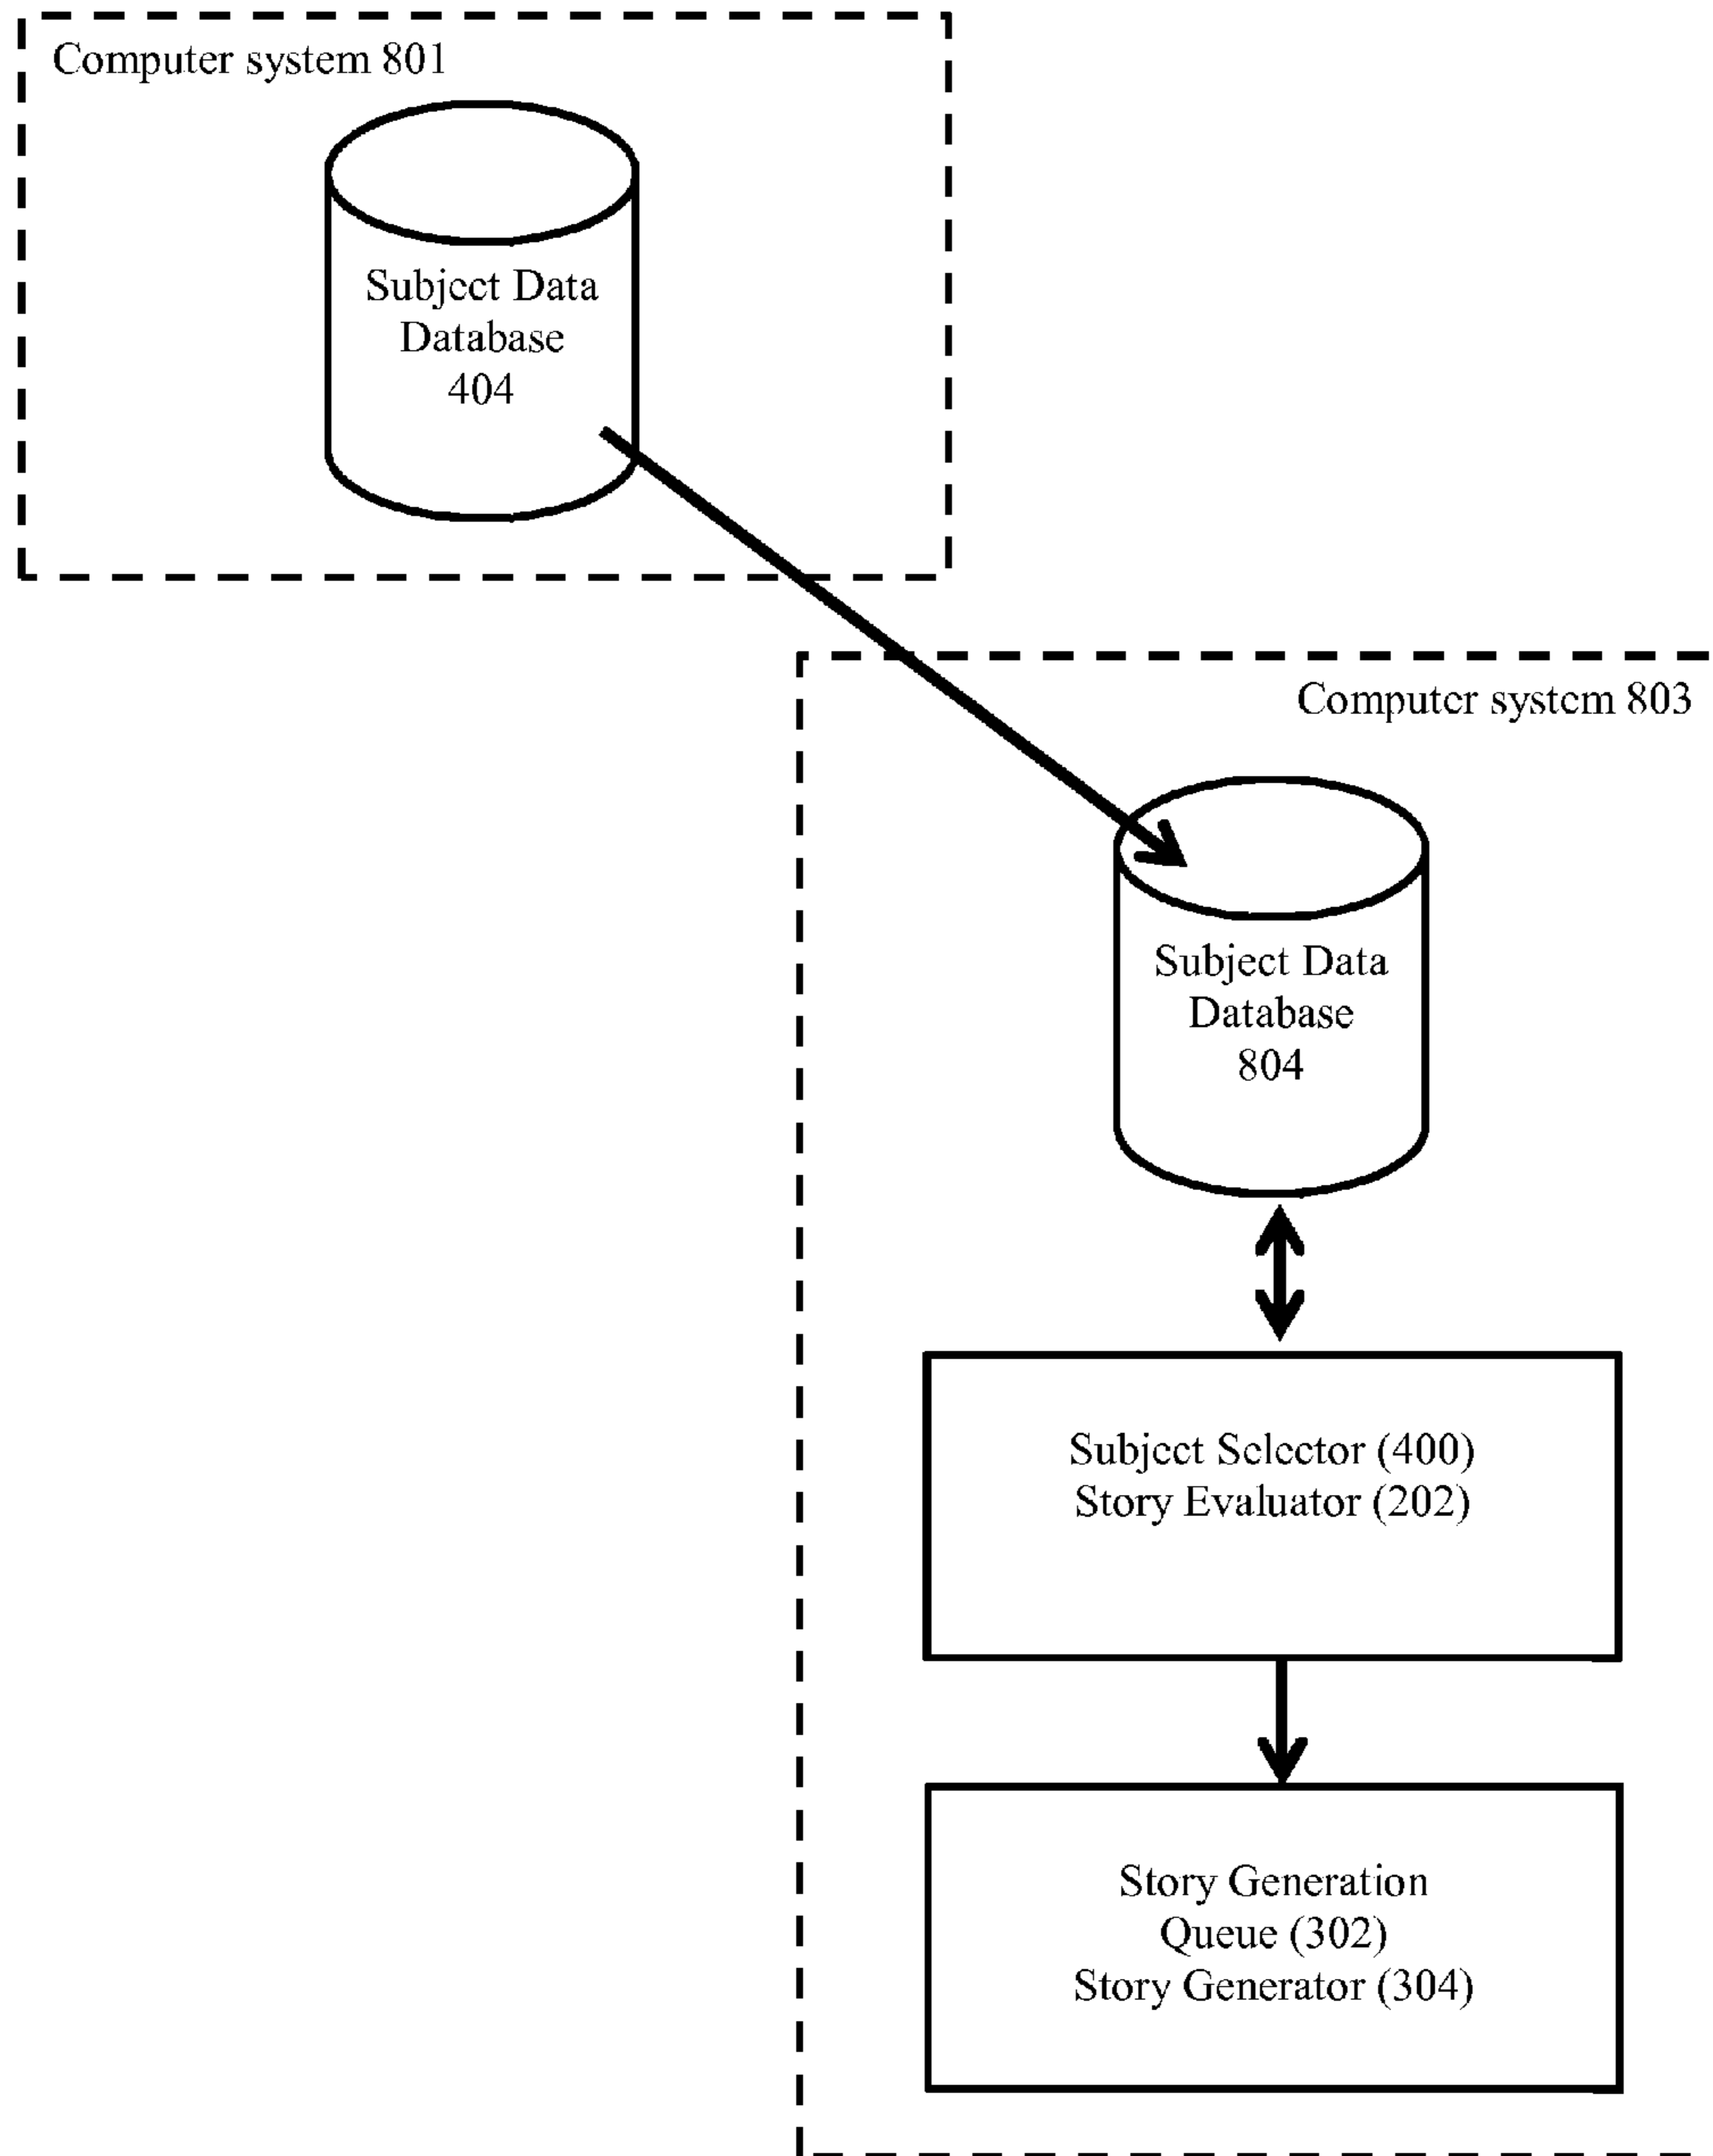 Computer system 801
Subject Data
Database
404
Computer system 803
Subject Data
Database
804
Subject Selector (400)
Story Evaluator (202)
Story Generation
Queue (302)
Story Generator (304)